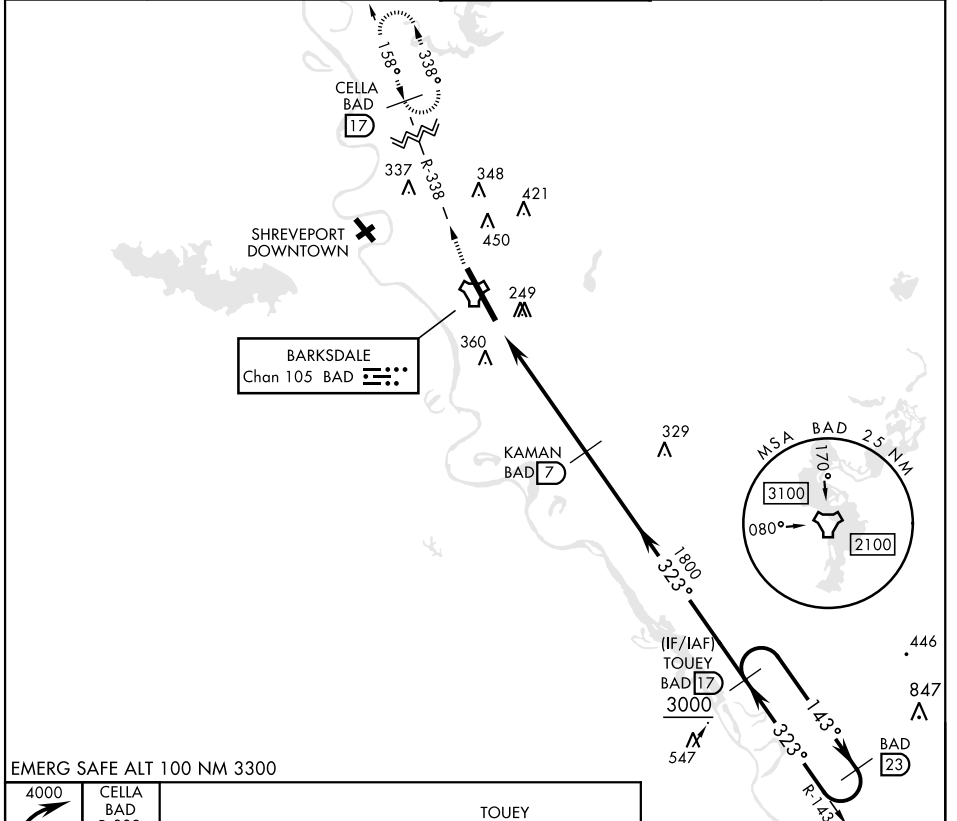 158°
338°
CELLA
BAD
17
R-338
337
348
421
450
SHREVEPORT
DOWNTOWN
249
360
BARKSDALE
Chan 105 BAD
KAMAN
BAD 7
329
MSA BAD 25 NM
170°
3100
080°
2100
1800
323°
(IF/IAF)
TOUEY
BAD 17
3000
547
446
847
143°
323°
BAD
23
R-143
EMERG SAFE ALT 100 NM 3300
4000
CELLA
BAD
TOUEY